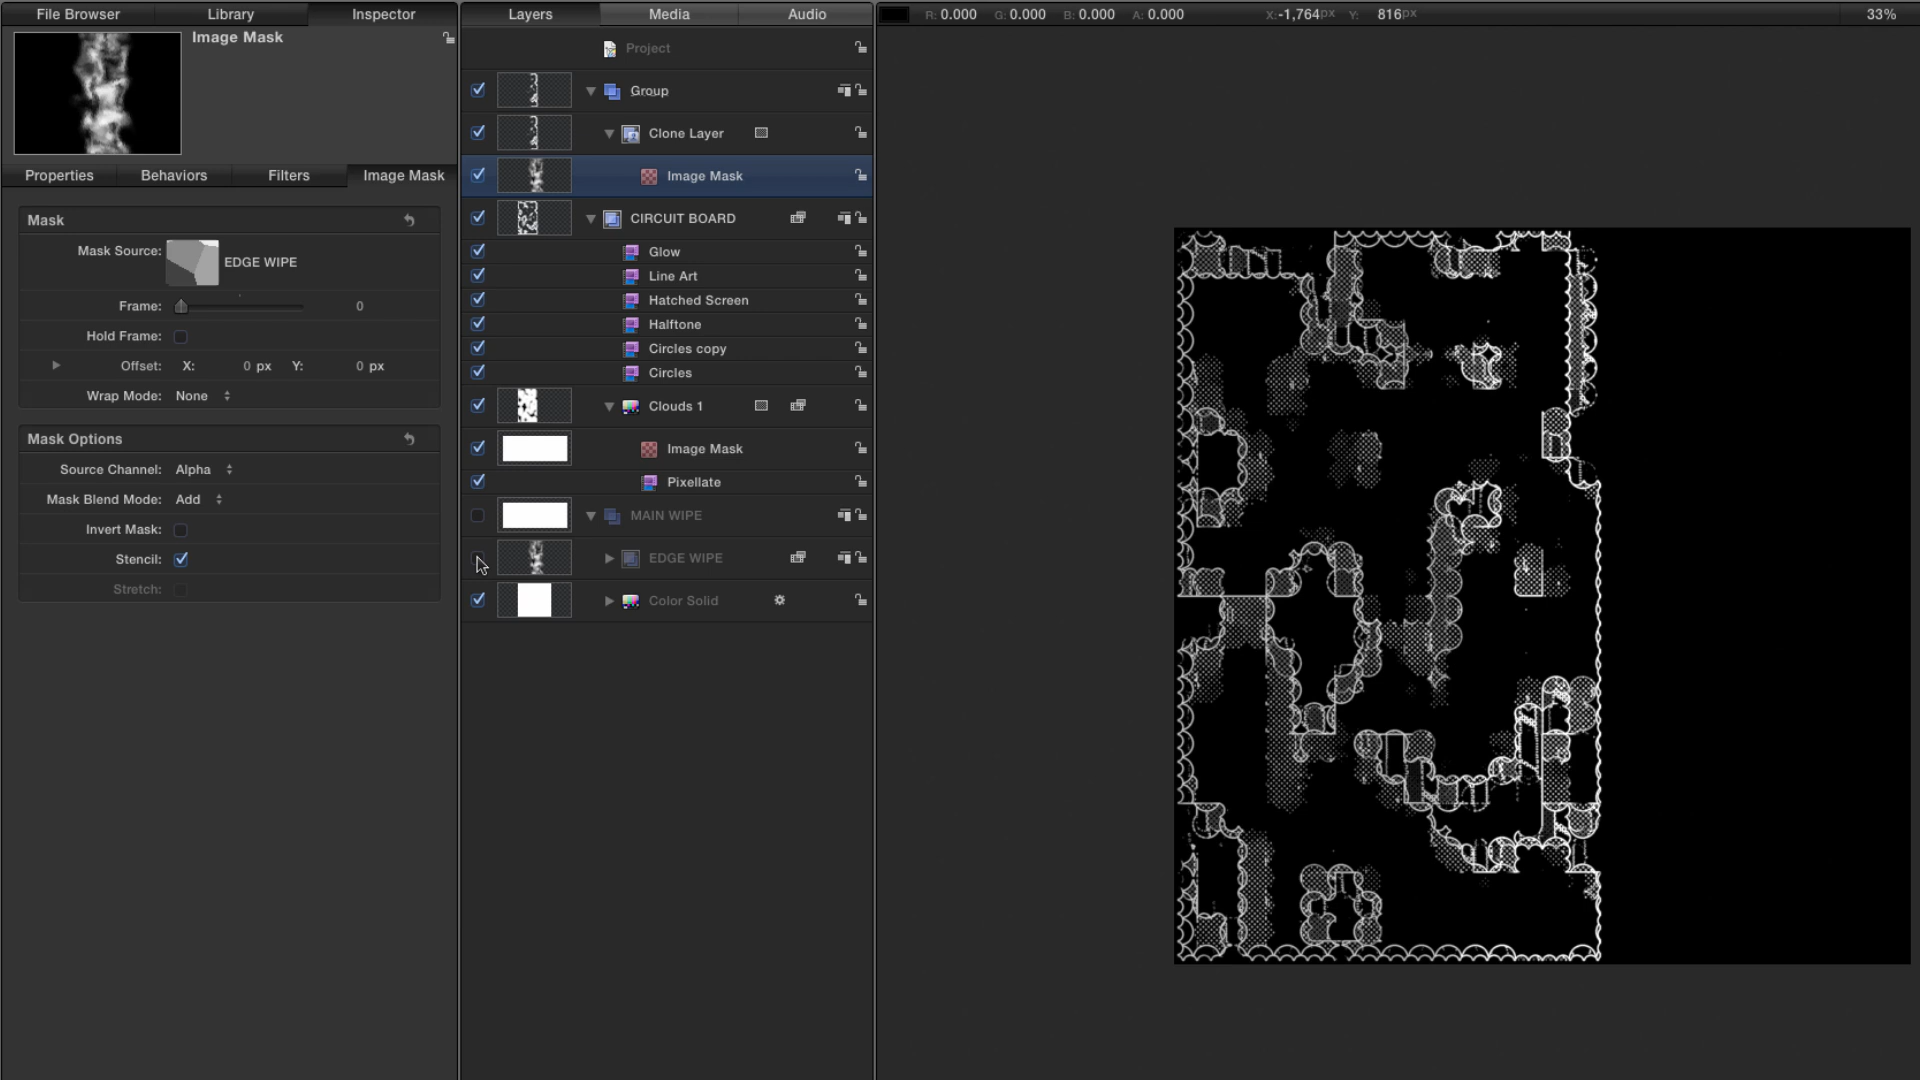 File Browser Library Inspector Layers Media Audio R: 0.000 G: 0.000 B: 0.000 A: 0.000 X: -1,764px Y: 816px 33%
Image Mask
Project
Group
Clone Layer
Properties Behaviors Filters Image Mask
Image Mask
Mask
CIRCUIT BOARD
Mask Source: EDGE WIPE
Glow
Line Art
Frame: 0
Hatched Screen
Halftone
Hold Frame:
Circles copy
Offset: X: 0 px Y: 0 px
Circles
Wrap Mode: None
Clouds 1
Mask Options
Image Mask
Source Channel: Alpha
Pixellate
Mask Blend Mode: Add
MAIN WIPE
Invert Mask:
Stencil:
EDGE WIPE
Stretch:
Color Solid